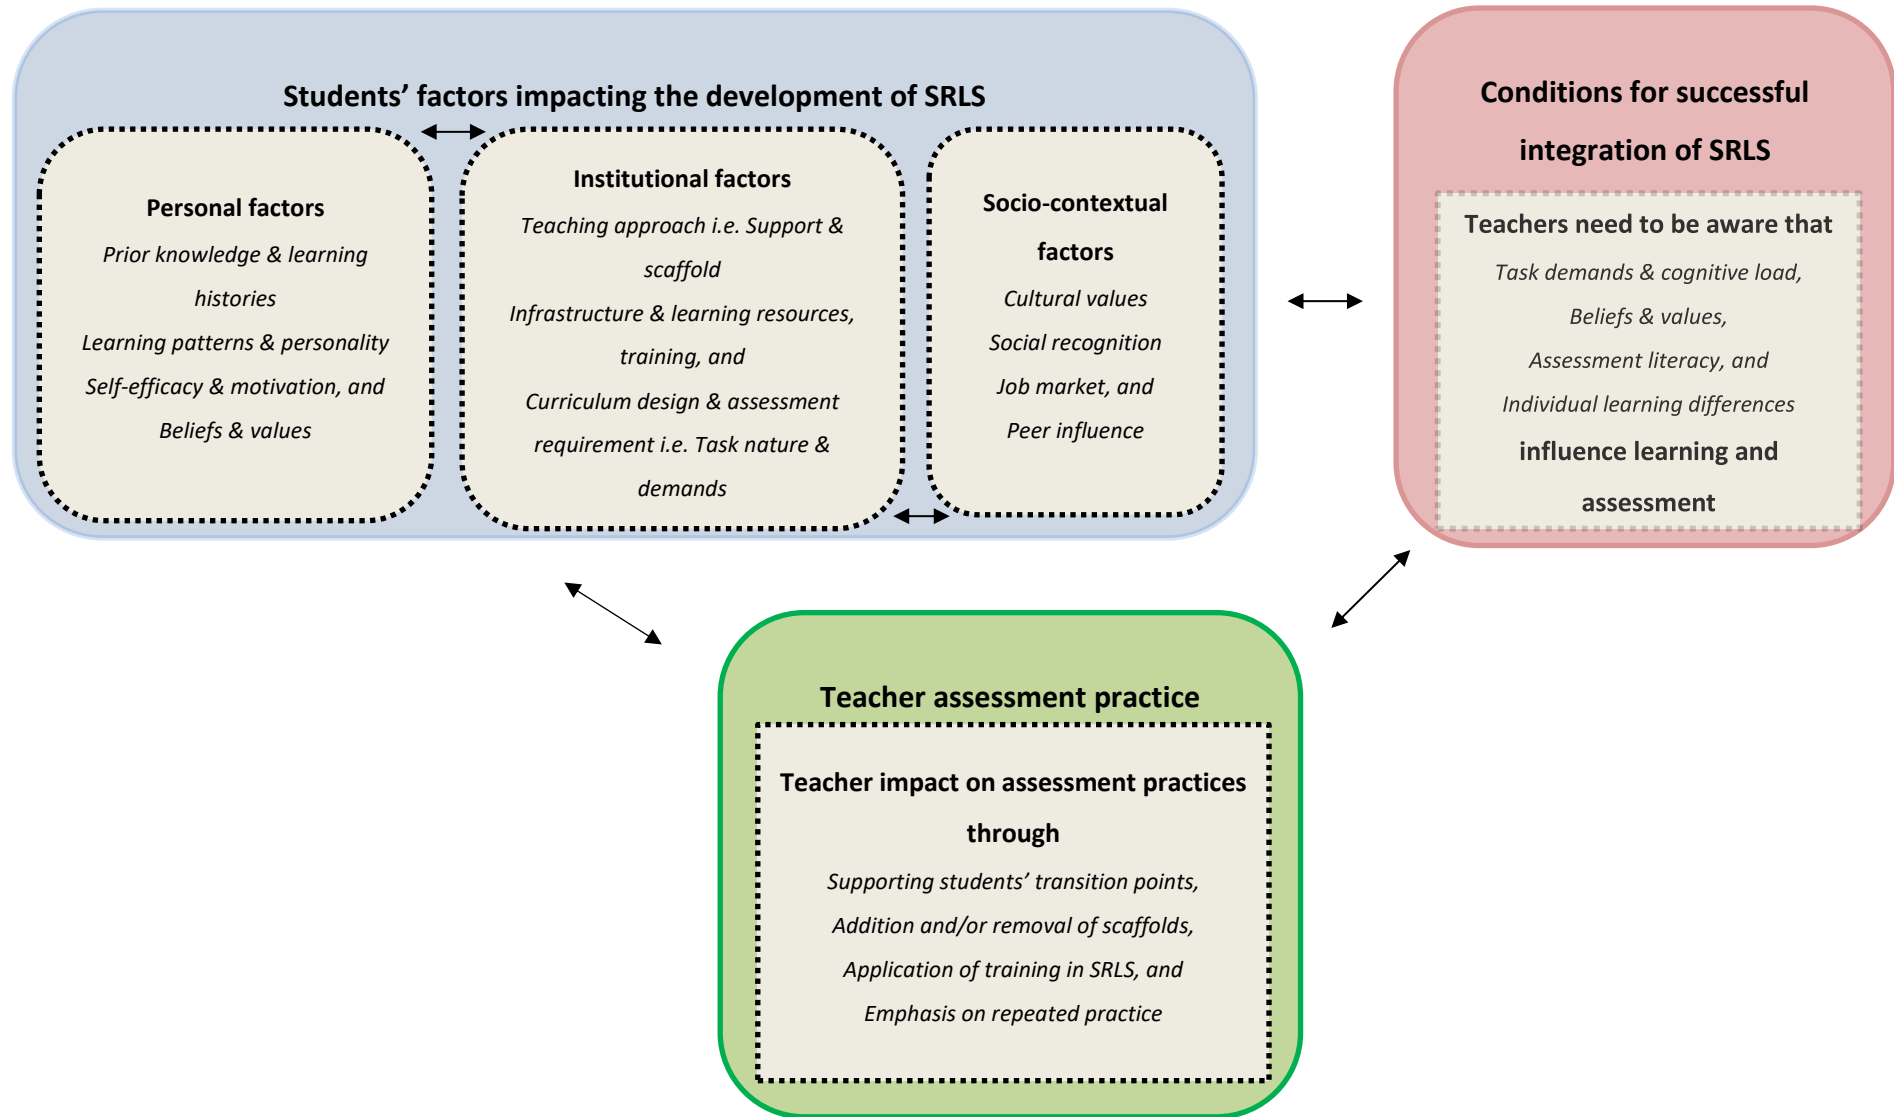 Students’ factors impacting the development of SRLS
Personal factors
Prior knowledge & learning
histories
Learning patterns & personality
Self-efficacy & motivation, and
Beliefs & values
Institutional factors
Teaching approach i.e. Support &
scaffold
Infrastructure & learning resources,
training, and
Curriculum design & assessment
requirement i.e. Task nature &
demands
Socio-contextual
factors
Cultural values
Social recognition
Job market, and
Peer influence
Conditions for successful
integration of SRLS
Teachers need to be aware that
Task demands & cognitive load,
Beliefs & values,
Assessment literacy, and
Individual learning differences
influence learning and
assessment
Teacher assessment practice
Teacher impact on assessment practices
through
Supporting students’ transition points,
Addition and/or removal of scaffolds,
Application of training in SRLS, and
Emphasis on repeated practice